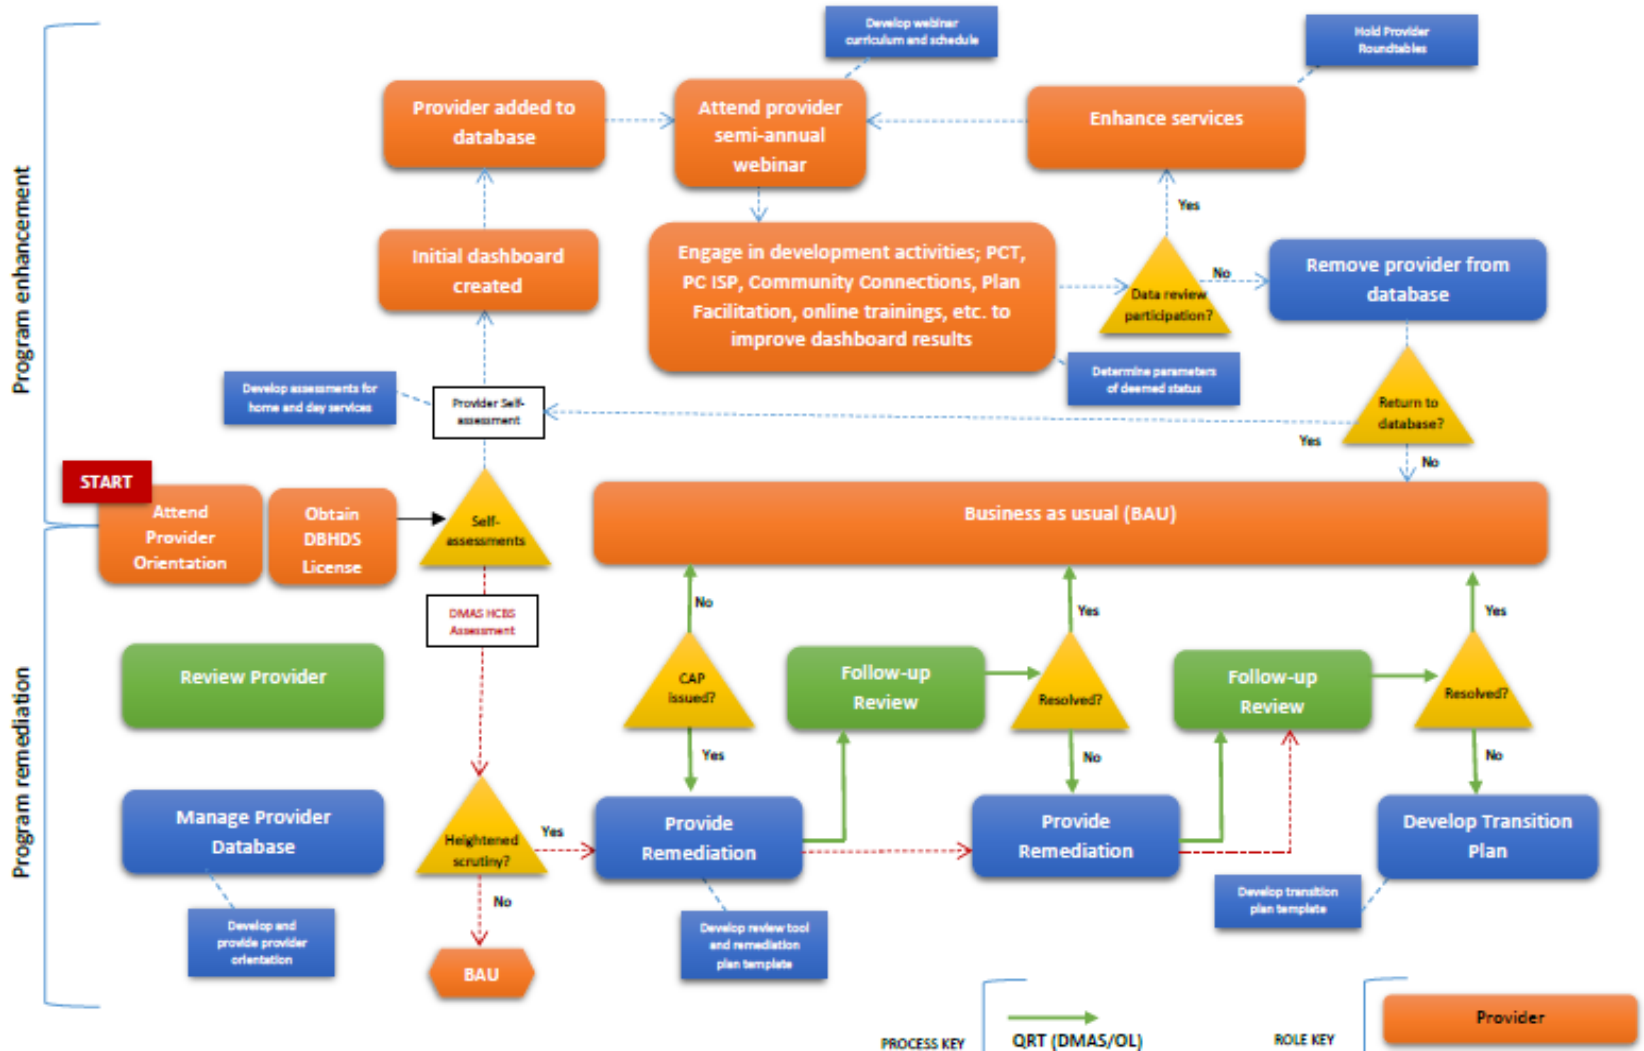 Program enhancement
Develop webinar
curriculum and schedule
Hold Provider
Roundtables
Provider added to
database
Attend provider
semi-annual
webinar
Enhance services
Yes
Initial dashboard
created
Engage in development activities; PCT,
PC ISP, Community Connections, Plan
Facilitation, online trainings, etc. to
improve dashboard results
Data review
participation?
No
Remove provider from
database
Develop assessments for
home and day services
Provider Self-
assessment
Determine parameters
of deemed status
Return to
database?
Yes
No
START
Attend
Provider
Orientation
Obtain
DBHDS
License
Self-
assessments
Business as usual (BAU)
Program remediation
DMAS HCBS
Assessment
No
Yes
Yes
Review Provider
CAP
issued?
Follow-up
Review
Resolved?
Follow-up
Review
Resolved?
Yes
No
No
Manage Provider
Database
Heightened
scrutiny?
Yes
Provide
Remediation
Provide
Remediation
Develop Transition
Plan
No
Develop and
provide provider
orientation
Develop review tool
and remediation
plan template
Develop transition
plan template
BAU
PROCESS KEY
QRT (DMAS/OL)
ROLE KEY
Provider